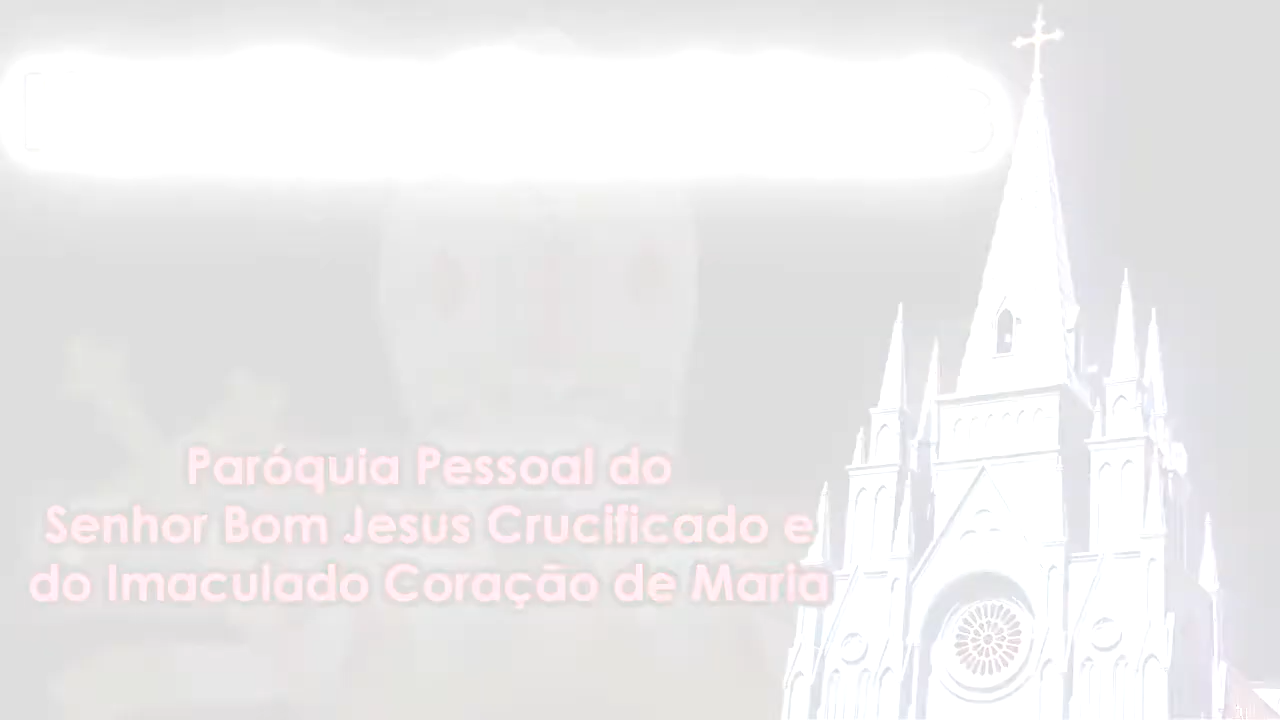 Paróquia Pessoal do
Senhor Bom Jesus Crucificado e
do Imaculado Coração de Maria